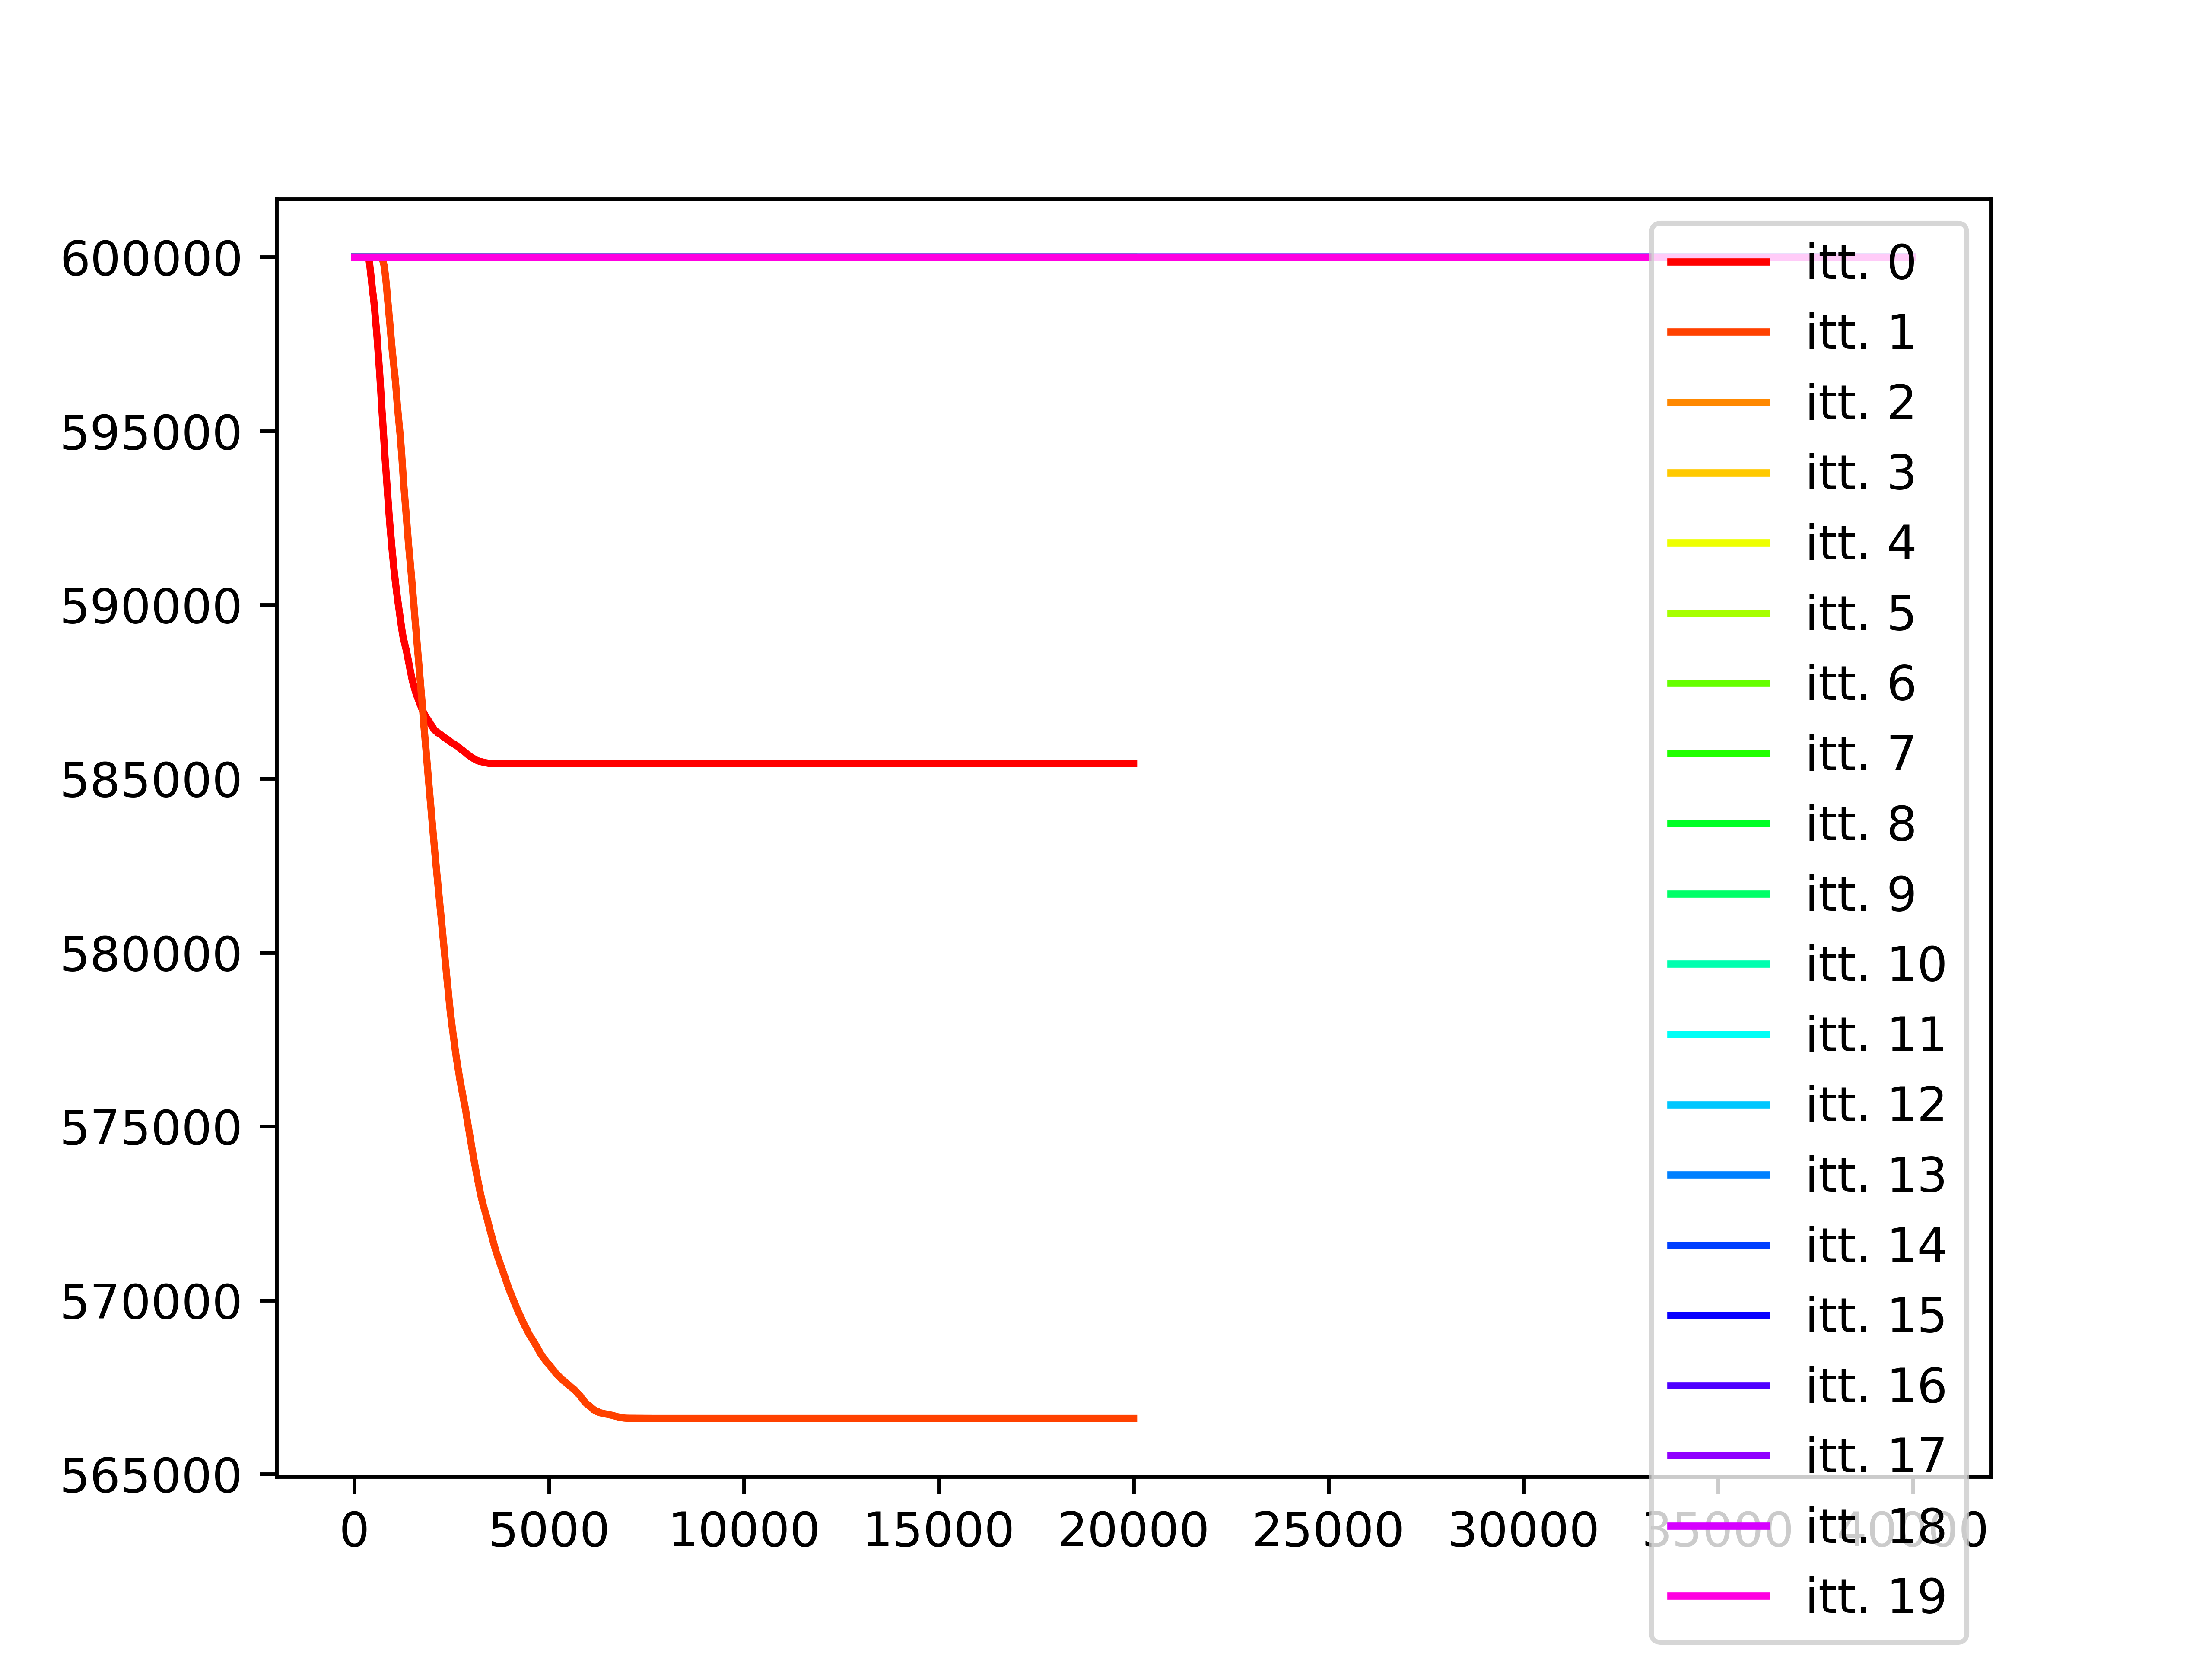 600000
595000
590000
585000
580000
575000
570000
565000
0 5000 10000 15000 20000 25000 30000 35000 40000
itt. 0
itt. 1
itt. 2
itt. 3
itt. 4
itt. 5
itt. 6
itt. 7
itt. 8
itt. 9
itt. 10
itt. 11
itt. 12
itt. 13
itt. 14
itt. 15
itt. 16
itt. 17
itt. 18
itt. 19